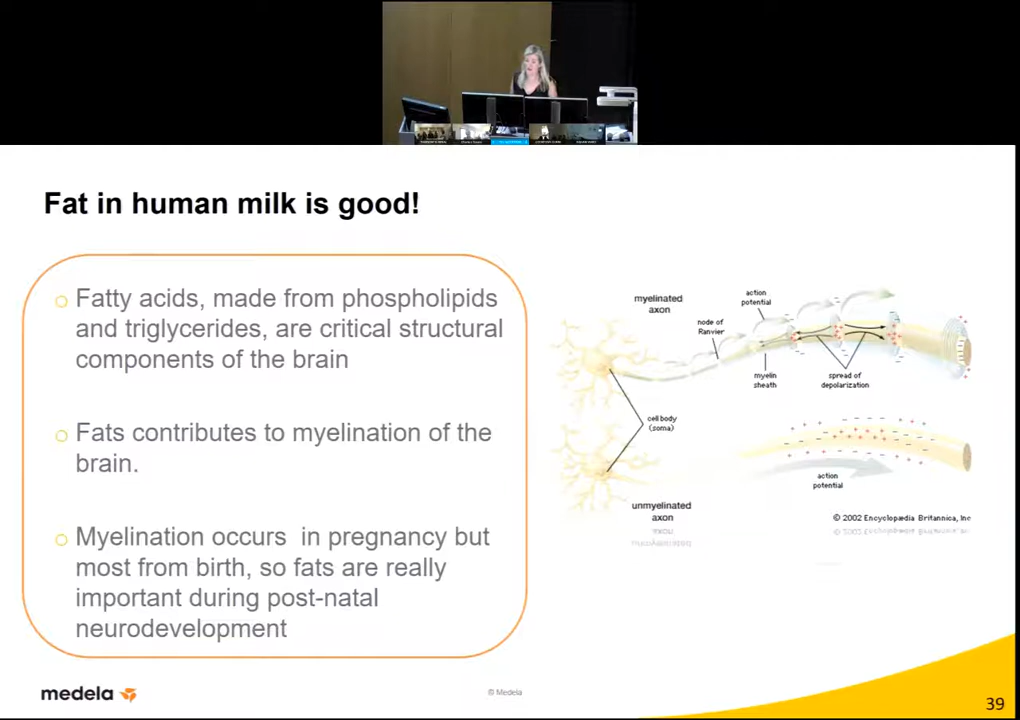 Fat in human milk is good!
Fatty acids, made from phospholipids
and triglycerides, are critical structural
components of the brain
Fats contributes to myelination of the
brain.
Myelination occurs in pregnancy but
most from birth, so fats are really
important during post-natal
neurodevelopment
myelinated
axon
action
potential
node of
Ranvier
myelin
sheath
spread of
depolarization
cell body
(soma)
action
potential
unmyelinated
axon
© 2002 Encyclopædia Britannica, Inc
medela
© Medela
39